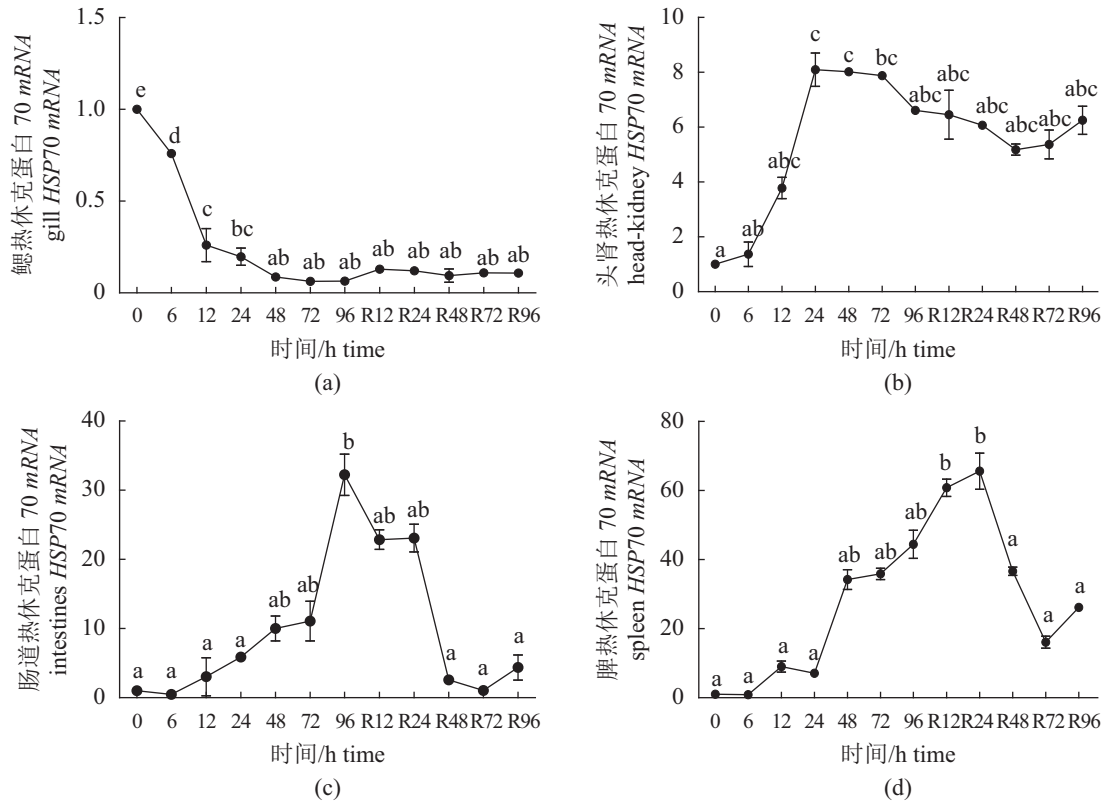 鳃热休克蛋白 70 mRNA
gill HSP70 mRNA
1.5
1.0
0.5
0
e
d
c
bc
ab
ab
ab
ab
ab
ab
ab
ab
0 6 12 24 48 72 96 R12 R24 R48 R72 R96
时间/h time
(a)
头肾热休克蛋白 70 mRNA
head-kidney HSP70 mRNA
10
8
6
4
2
0
a
ab
abc
c
c
bc
abc
abc
abc
abc
abc
abc
0 6 12 24 48 72 96 R12 R24 R48 R72 R96
时间/h time
(b)
肠道热休克蛋白 70 mRNA
intestines HSP70 mRNA
40
30
20
10
0
a
a
a
a
ab
ab
b
ab
ab
a
a
a
0 6 12 24 48 72 96 R12 R24 R48 R72 R96
时间/h time
(c)
脾热休克蛋白 70 mRNA
spleen HSP70 mRNA
80
60
40
20
0
a
a
a
a
ab
ab
ab
b
b
a
a
a
0 6 12 24 48 72 96 R12 R24 R48 R72 R96
时间/h time
(d)